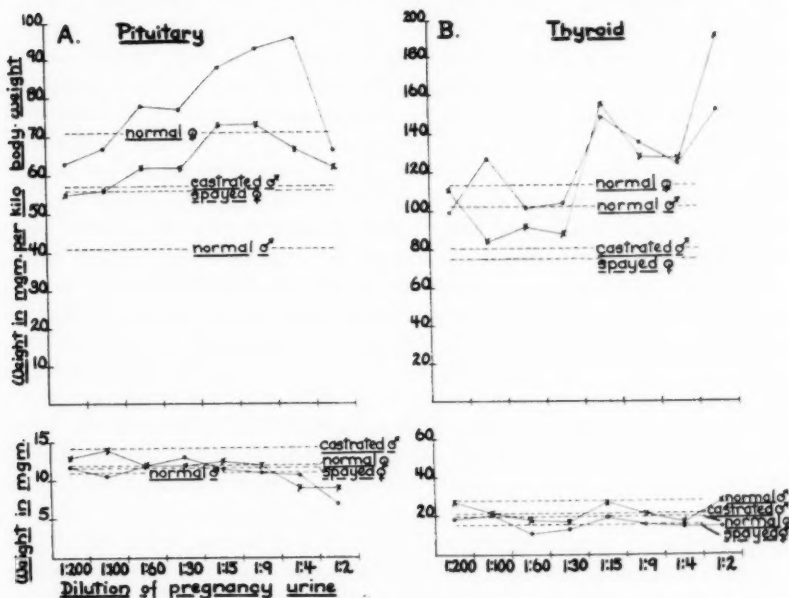 A. Pituitary
B. Thyroid
Weight in mgm. per kilo body-weight
100
90
80
70
60
50
40
30
20
10
normal ♀
castrated ♂
spayed ♀
normal ♂
200
180
160
140
120
100
80
60
40
20
normal ♀
normal ♂
castrated ♂
spayed ♀
Weight in mgm.
15
10
5
castrated ♂
normal ♀
spayed ♀
normal ♂
60
40
20
normal ♂
castrated ♂
normal ♀
spayed ♀
1:200 1:100 1:60 1:30 1:15 1:9 1:4 1:2
1:200 1:100 1:60 1:30 1:15 1:9 1:4 1:2
Dilution of pregnancy urine